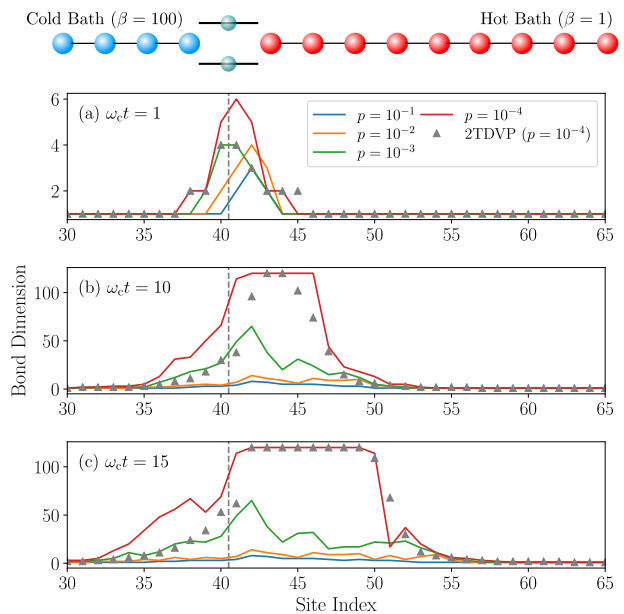 Cold Bath (β = 100)
Hot Bath (β = 1)
(a) ω_c t = 1
p = 10⁻¹
p = 10⁻²
p = 10⁻³
p = 10⁻⁴
2TDVP (p = 10⁻⁴)
6
4
2
30 35 40 45 50 55 60 65
Bond Dimension
(b) ω_c t = 10
100
50
0
30 35 40 45 50 55 60 65
(c) ω_c t = 15
100
50
0
30 35 40 45 50 55 60 65
Site Index